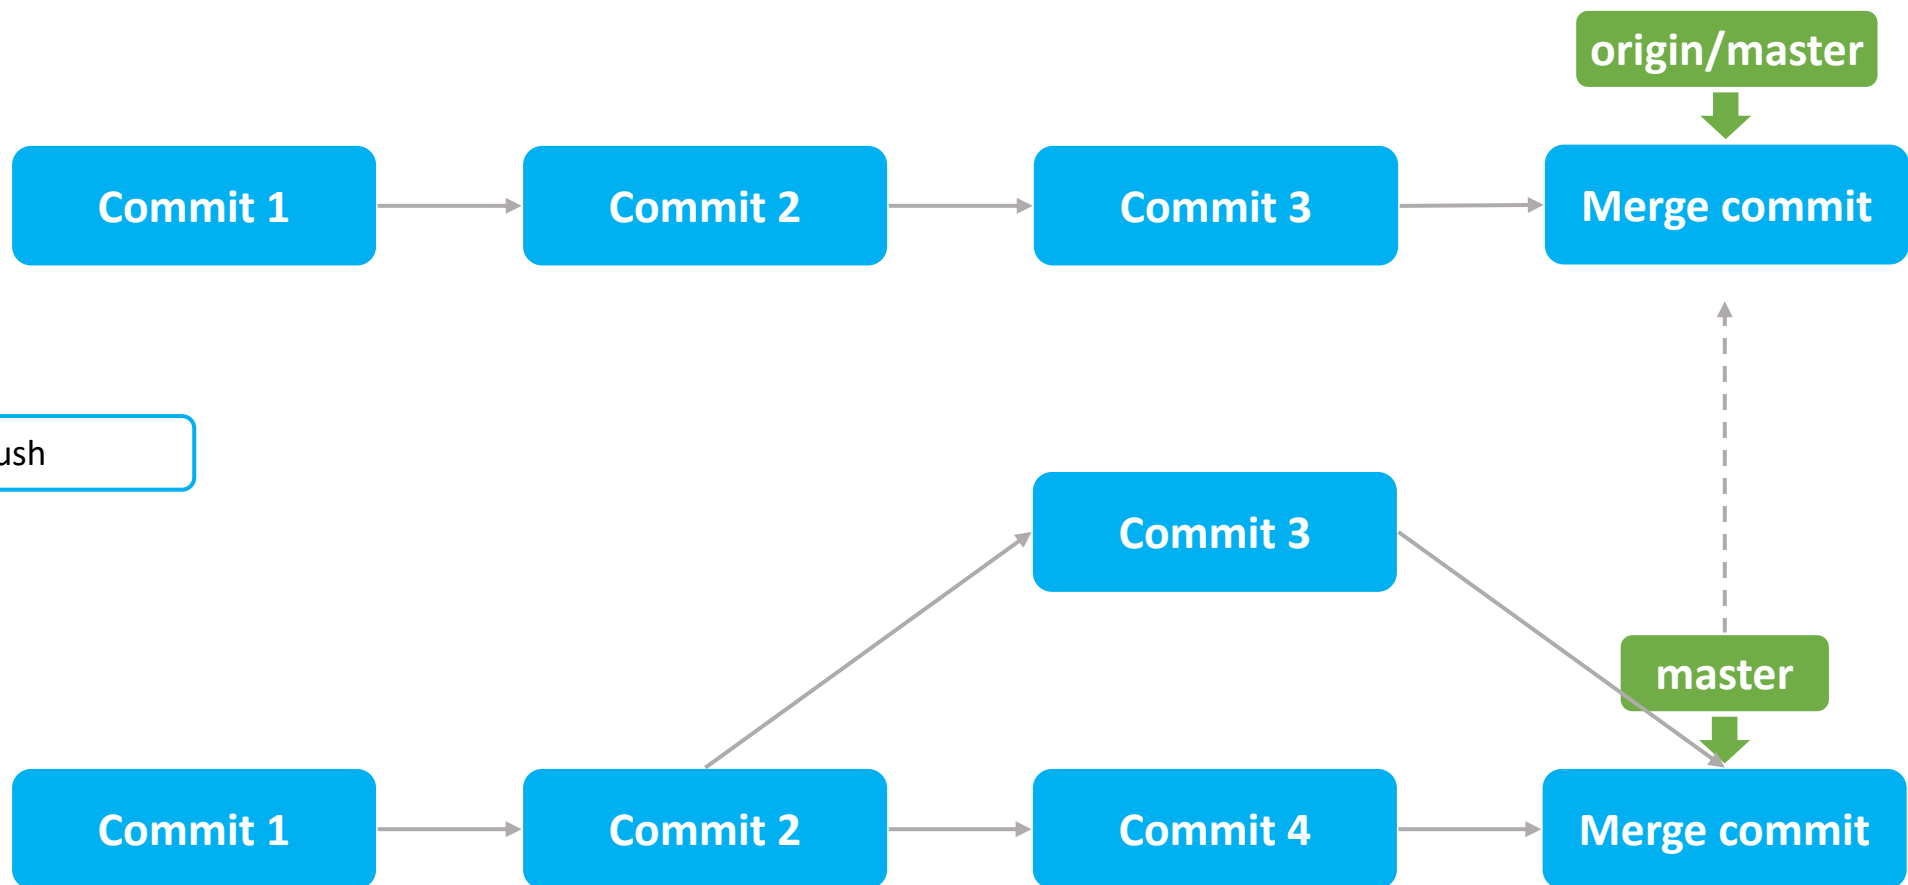 origin/master
Commit 1
Commit 2
Commit 3
Merge commit
ush
Commit 3
master
Commit 1
Commit 2
Commit 4
Merge commit